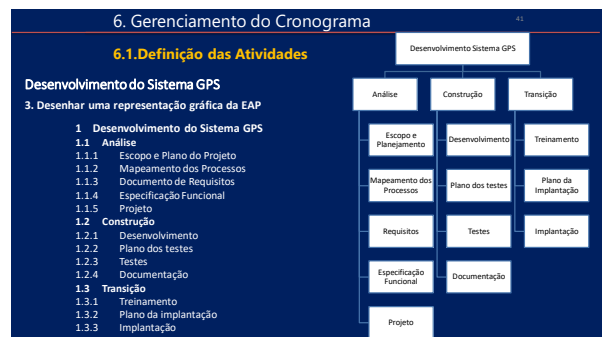 6. Gerenciamento do Cronograma
41
6.1.Definição das Atividades
Desenvolvimento do Sistema GPS
3. Desenhar uma representação gráfica da EAP
1 Desenvolvimento do Sistema GPS
1.1 Análise
1.1.1 Escopo e Plano do Projeto
1.1.2 Mapeamento dos Processos
1.1.3 Documento de Requisitos
1.1.4 Especificação Funcional
1.1.5 Projeto
1.2 Construção
1.2.1 Desenvolvimento
1.2.2 Plano dos testes
1.2.3 Testes
1.2.4 Documentação
1.3 Transição
1.3.1 Treinamento
1.3.2 Plano da implantação
1.3.3 Implantação
Desenvolvimento Sistema GPS
Análise
Construção
Transição
Escopo e
Planejamento
Desenvolvimento
Treinamento
Mapeamento dos
Processos
Plano dos testes
Plano da
Implantação
Requisitos
Testes
Implantação
Especificação
Funcional
Documentação
Projeto